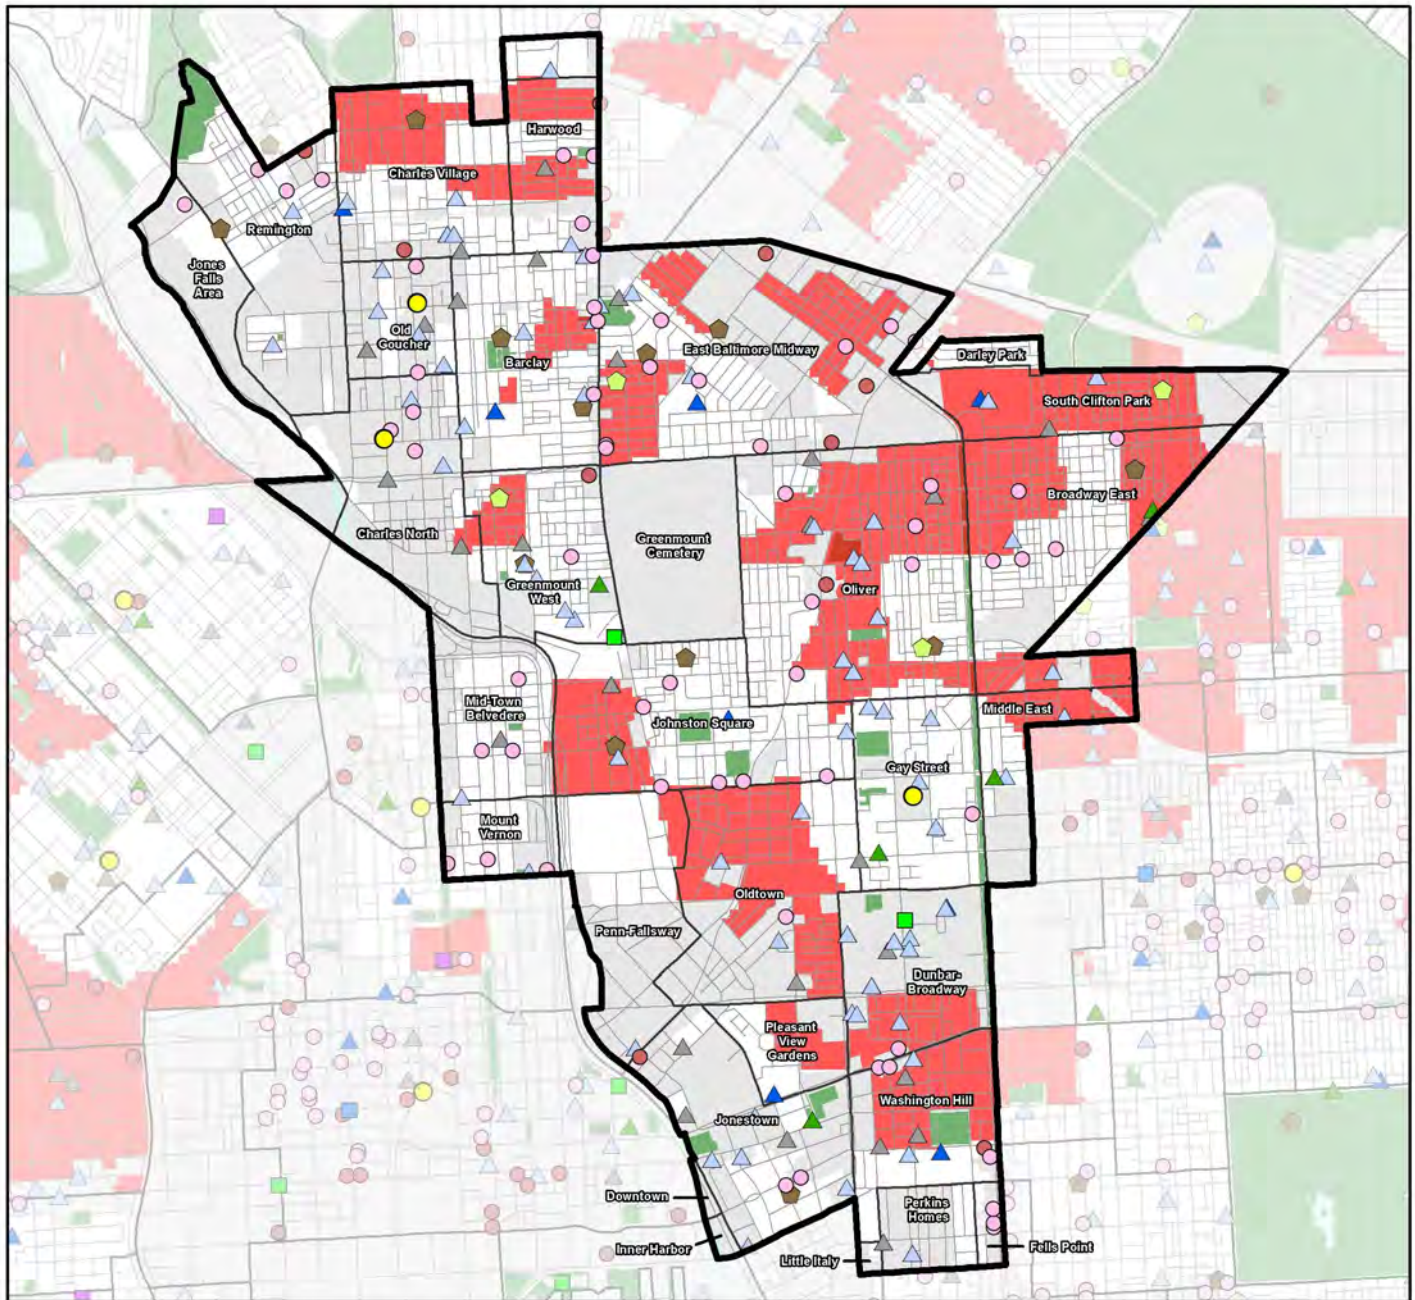 Harwood
Charles Village
Remington
Jones
Falls
Area
Old
Goucher
Barclay
East Baltimore Midway
Darley Park
South Clifton Park
Broadway East
Charles North
Greenmount
Cemetery
Greenmount
West
Oliver
Mid-Town
Belvedere
Johnston Square
Middle East
Gay Street
Mount
Vernon
Oldtown
Penn-Fallsway
Dunbar-
Broadway
Pleasant
View
Gardens
Washington Hill
Jonestown
Downtown
Perkins
Homes
Inner Harbor
Little Italy
Fells Point